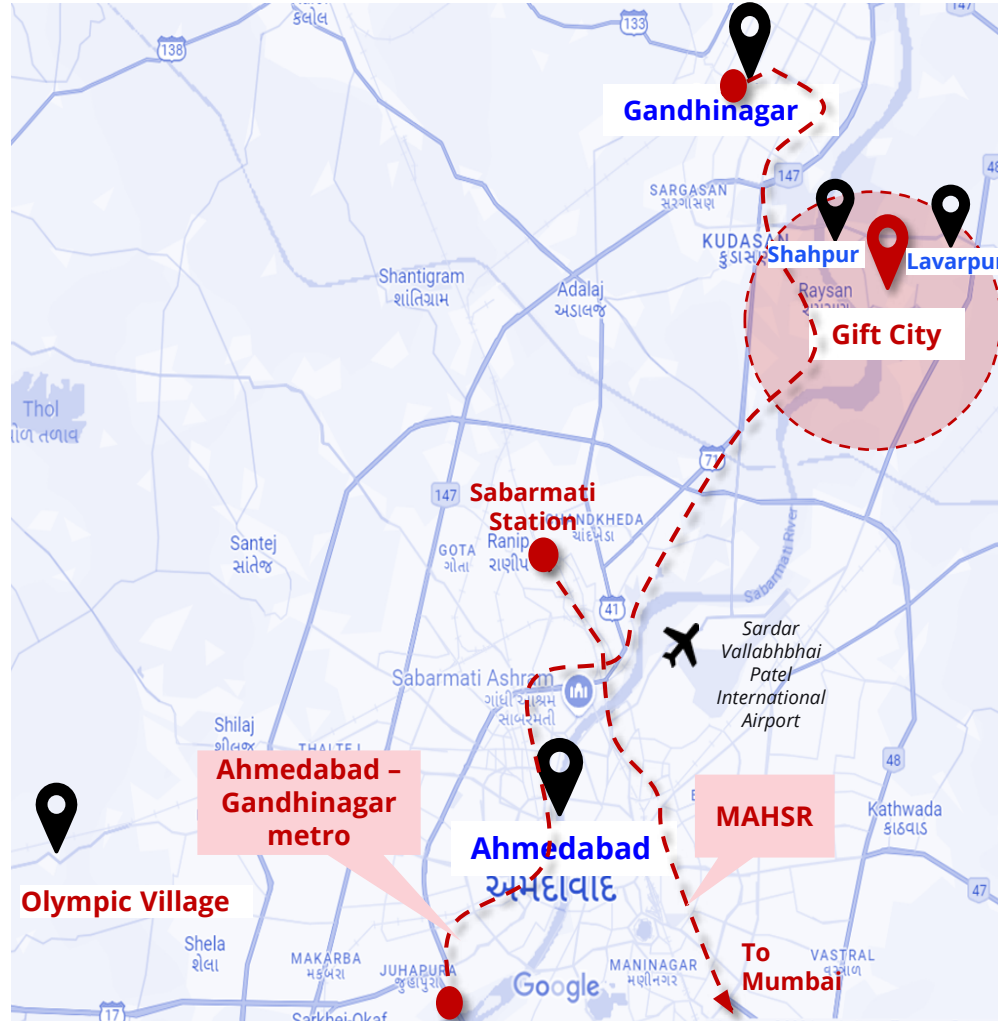 કલોલ
133
147
138
Gandhinagar
147
48
SARGASAN
સરગાસણ
KUDASAN
કુડાસણ
Shahpur
Lavarpur
Shantigram
શાંતિગ્રામ
Adalaj
અડાલજ
Raysan
Gift City
Thol
71
147
Sabarmati
Station
CHANDKHEDA
ચાંદખેડા
Santej
સાંતેજ
GOTA
ગોતા
Ranip
રાણીપ
Sabarmati River
41
Sardar
Vallabhbhai
Patel
International
Airport
Sabarmati Ashram
ગાંધી આશ્રમ
સાબરમતી
Shilaj
શીલજ
THALTEJ
48
Ahmedabad –
Gandhinagar
metro
MAHSR
Kathwada
કઠવાડા
Ahmedabad
અમદાવાદ
47
Olympic Village
Shela
શેલા
MAKARBA
મકરબા
JUHAPURA
જુહાપુરા
MANINAGAR
મણીનગર
To
Mumbai
VASTRAL
વસ્ત્રાલ
Google
17
Sarkhej-Okaf